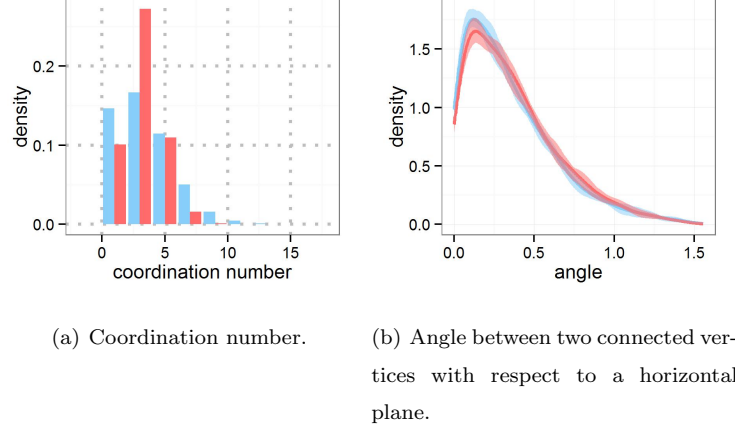 density
0.2
0.1
0.0
0
5
10
15
coordination number
(a) Coordination number.
density
1.5
1.0
0.5
0.0
0.0
0.5
1.0
1.5
angle
(b) Angle between two connected ver-
tices with respect to a horizontal
plane.